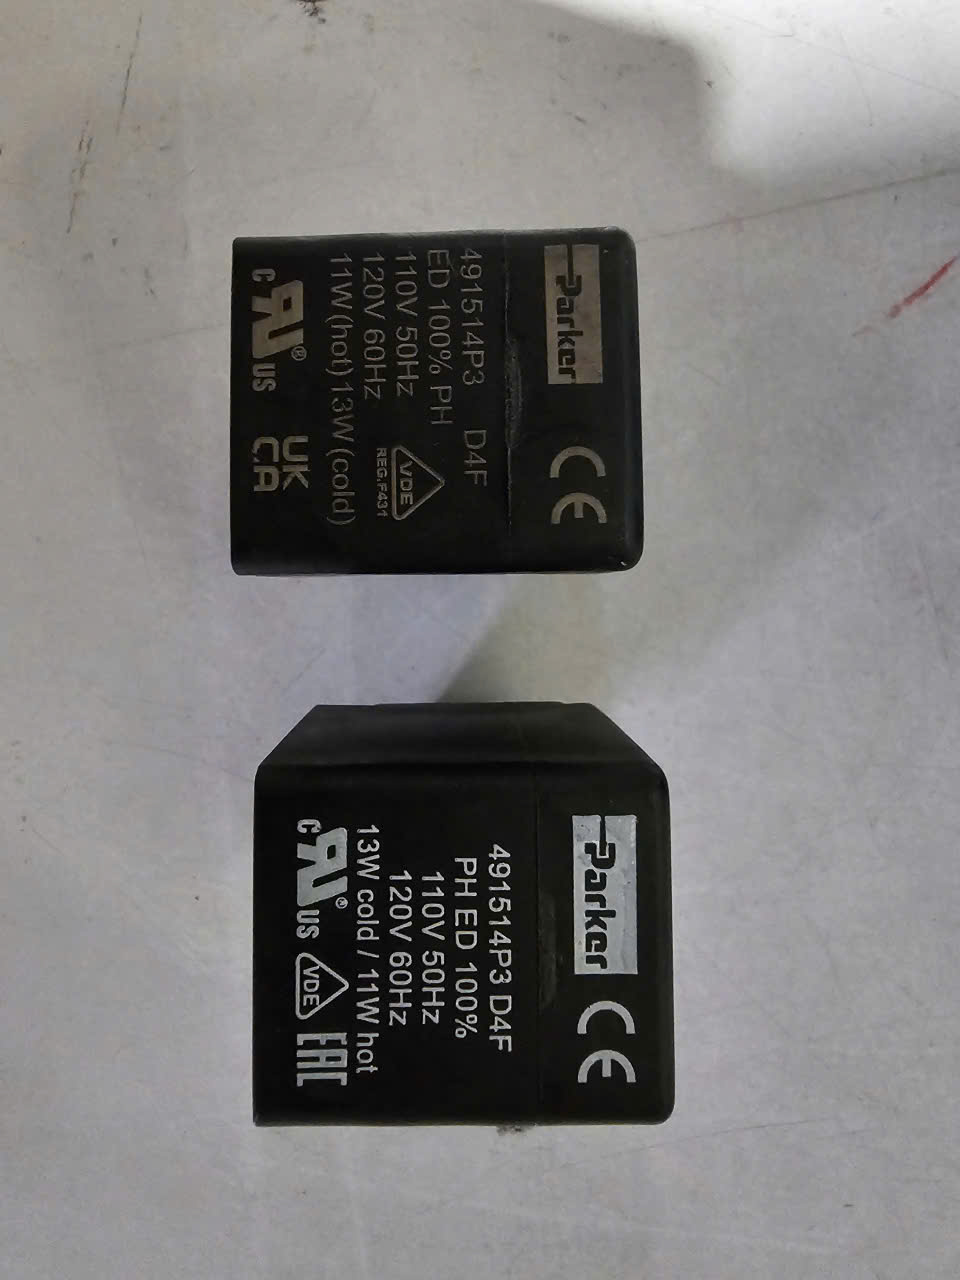 Parker CE
491514P3 D4F
ED 100% PH
110V 50Hz
120V 60Hz
VDE
REG.F431
11W(hot)13W(cold)
c RU ® US
UK
CA
Parker CE
491514P3 D4F
PH ED 100%
110V 50Hz
120V 60Hz
13W cold / 11W hot
c RU ® US VDE EAC